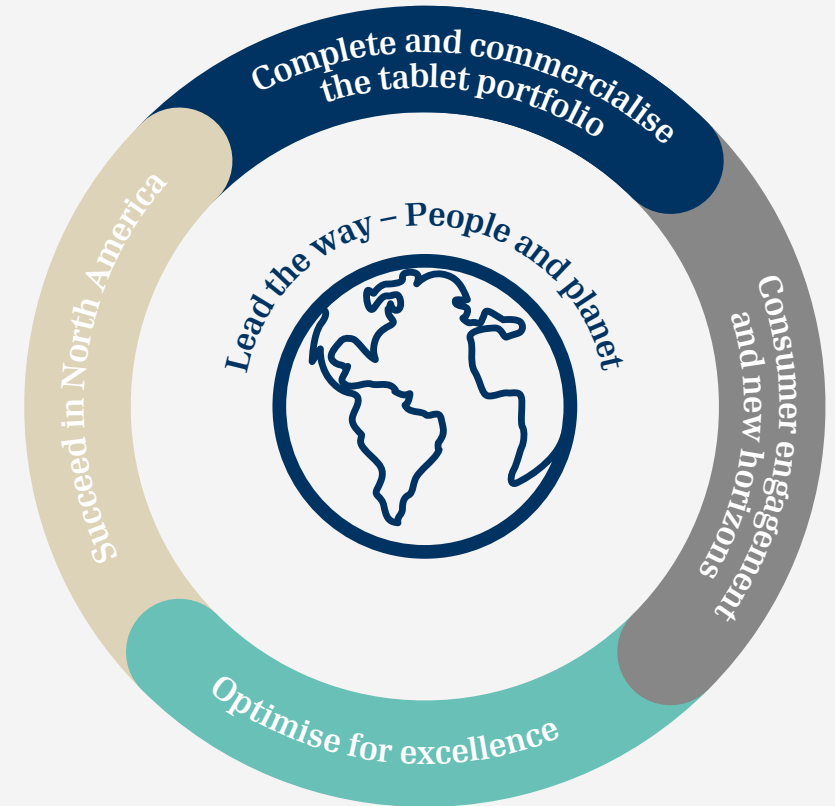 Complete and commercialise
the tablet portfolio
Consumer engagement
and new horizons
Optimise for excellence
Succeed in North America
Lead the way – People and planet